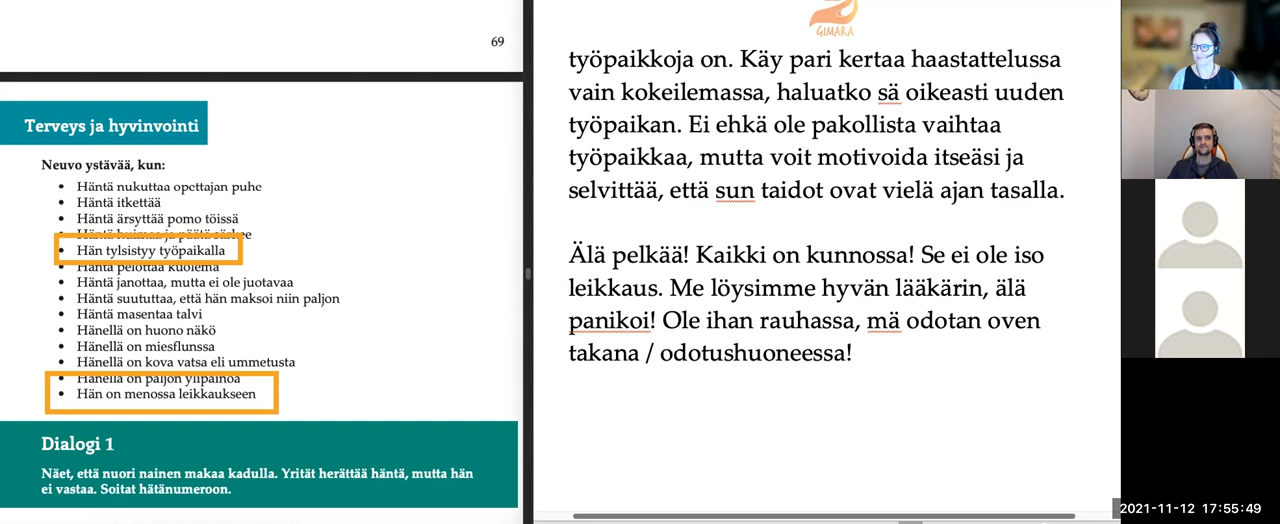 69
Terveys ja hyvinvointi
Neuvo ystävää, kun:
• Häntä nukuttaa opettajan puhe
• Häntä itkettää
• Häntä ärsyttää pomo töissä
• Häntä huimaa ja päätä särkee
• Hän tylsistyy työpaikalla
• Häntä pelottaa kuolema
• Häntä janottaa, mutta ei ole juotavaa
• Häntä suututtaa, että hän maksoi niin paljon
• Häntä masentaa talvi
• Hänellä on huono näkö
• Hänellä on miesflunssa
• Hänellä on kova vatsa eli ummetusta
• Hänellä on paljon ylipainoa
• Hän on menossa leikkaukseen
Dialogi 1
Näet, että nuori nainen makaa kadulla. Yrität herättää häntä, mutta hän
ei vastaa. Soitat hätänumeroon.
GIMARA
työpaikkoja on. Käy pari kertaa haastattelussa
vain kokeilemassa, haluatko sä oikeasti uuden
työpaikan. Ei ehkä ole pakollista vaihtaa
työpaikkaa, mutta voit motivoida itseäsi ja
selvittää, että sun taidot ovat vielä ajan tasalla.
Älä pelkää! Kaikki on kunnossa! Se ei ole iso
leikkaus. Me löysimme hyvän lääkärin, älä
panikoi! Ole ihan rauhassa, mä odotan oven
takana / odotushuoneessa!
2021-11-12 17:55:49